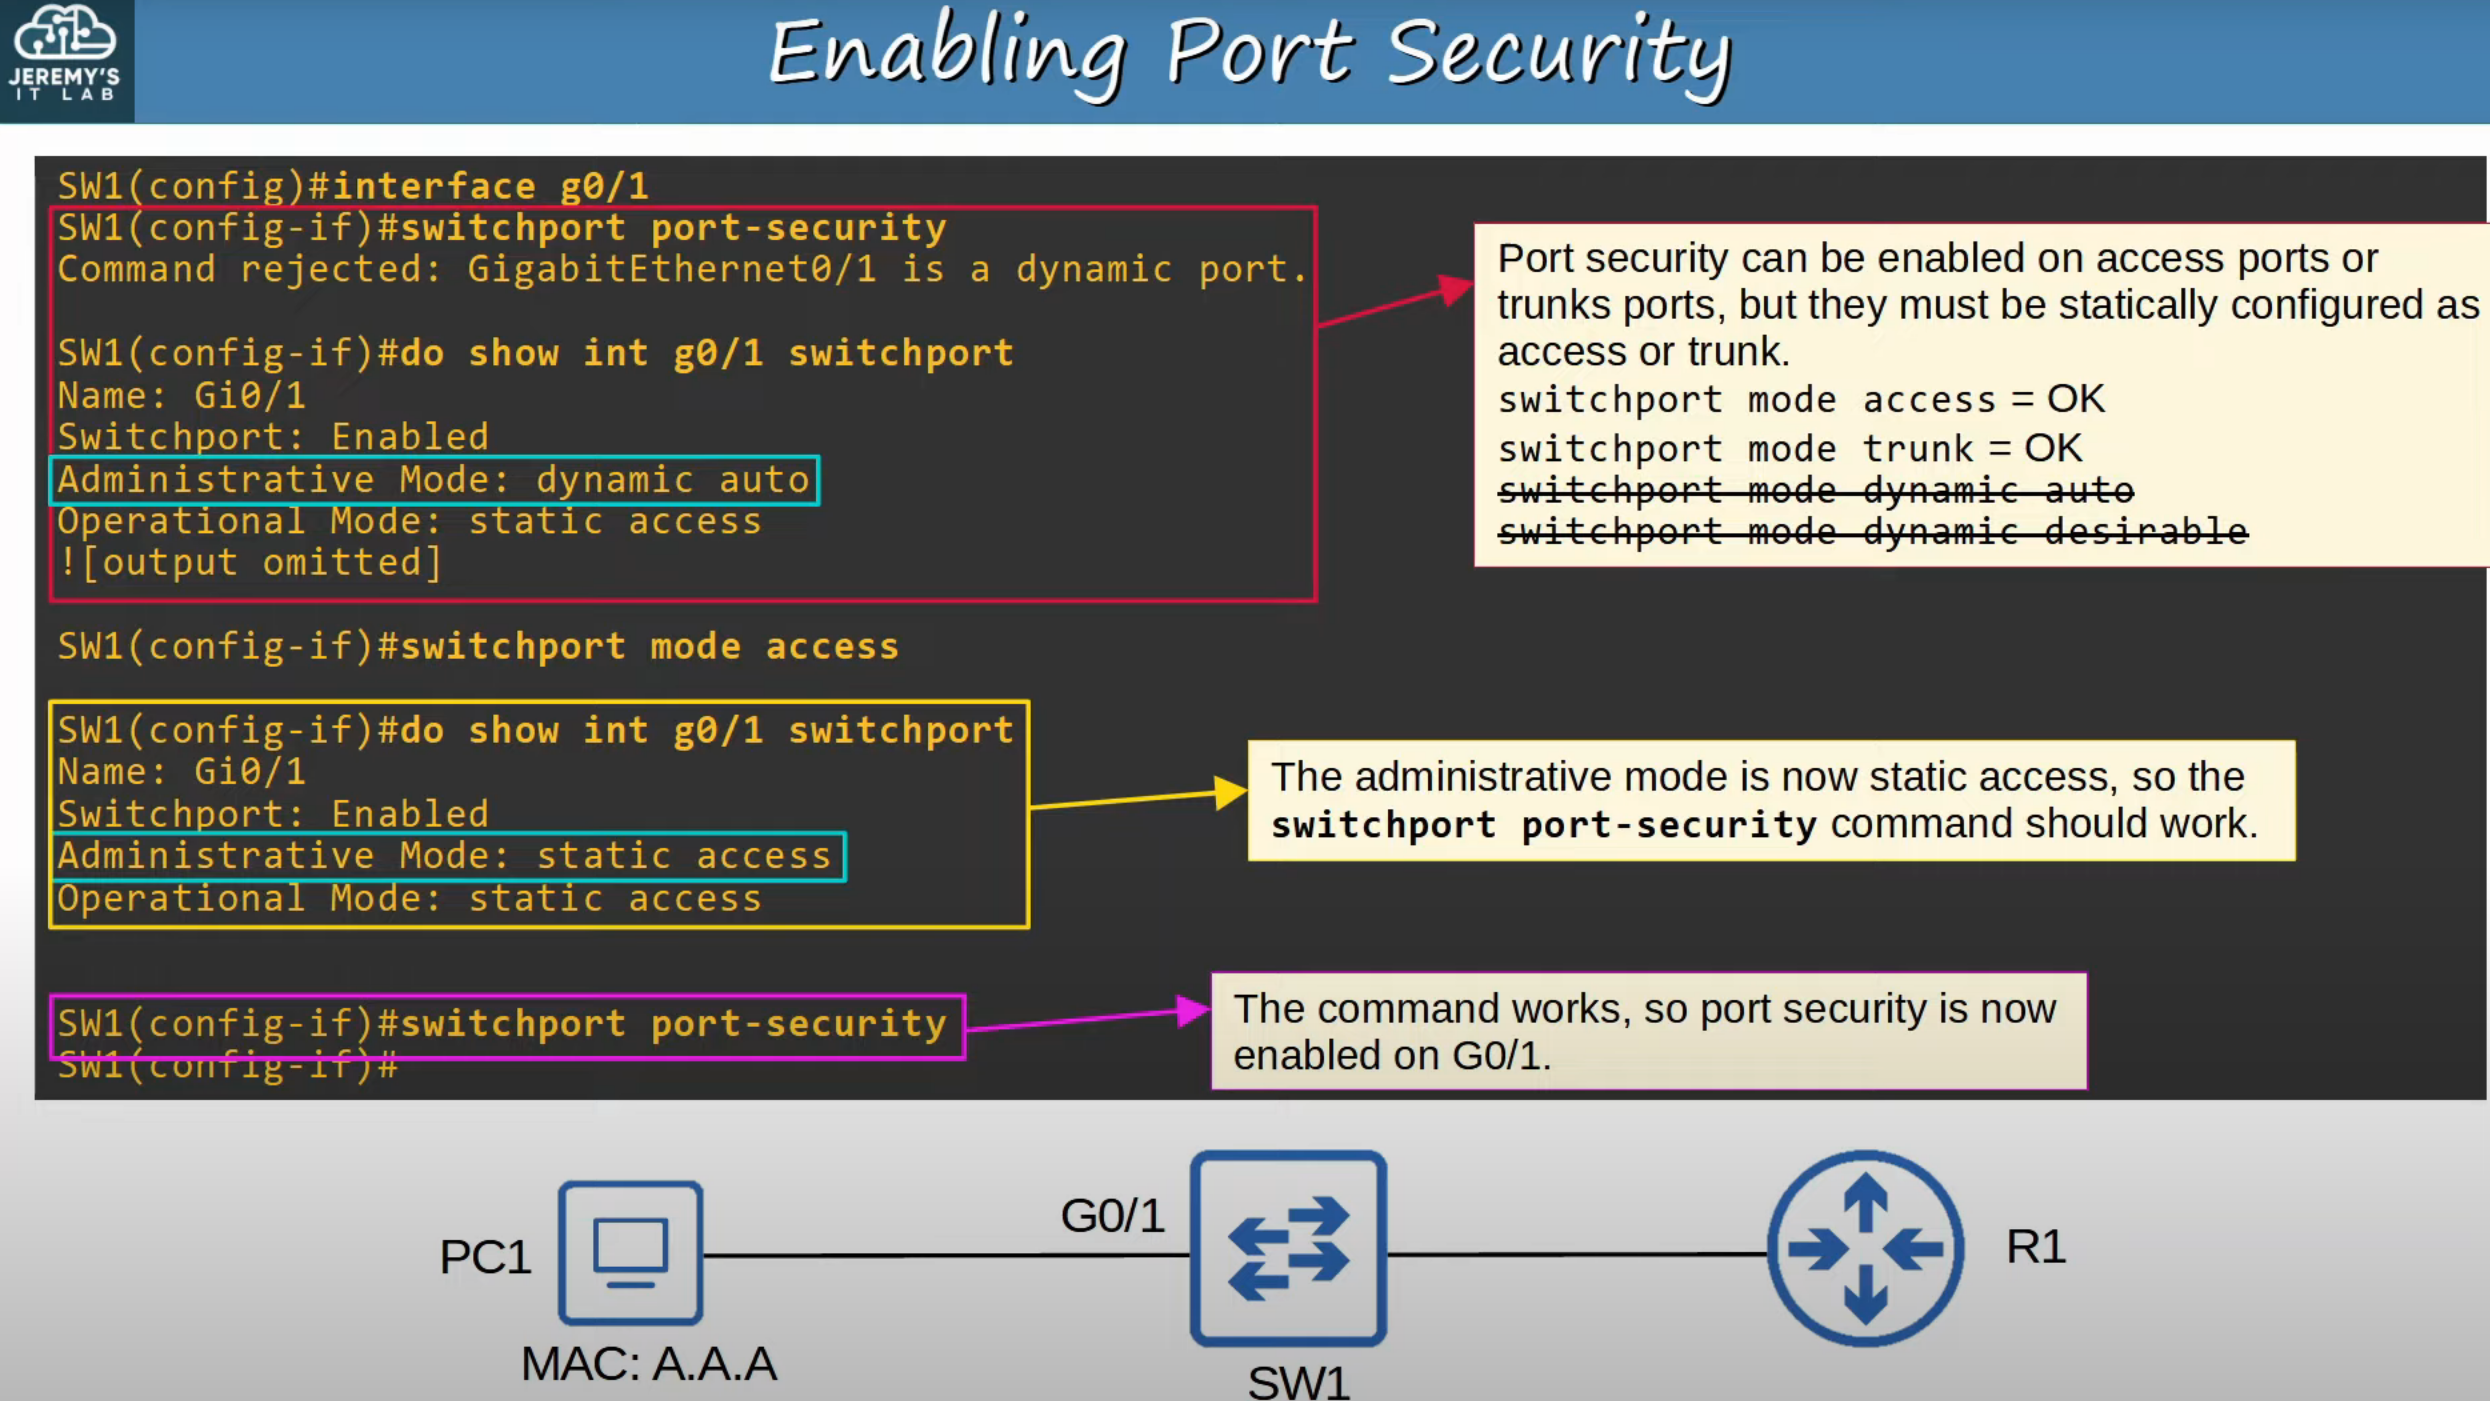 JEREMY'S
IT LAB
Enabling Port Security
SW1(config)#interface g0/1
SW1(config-if)#switchport port-security
Command rejected: GigabitEthernet0/1 is a dynamic port.
SW1(config-if)#do show int g0/1 switchport
Name: Gi0/1
Switchport: Enabled
Administrative Mode: dynamic auto
Operational Mode: static access
![output omitted]
Port security can be enabled on access ports or
trunks ports, but they must be statically configured as
access or trunk.
switchport mode access = OK
switchport mode trunk = OK
switchport mode dynamic auto
switchport mode dynamic desirable
SW1(config-if)#switchport mode access
SW1(config-if)#do show int g0/1 switchport
Name: Gi0/1
Switchport: Enabled
Administrative Mode: static access
Operational Mode: static access
The administrative mode is now static access, so the
switchport port-security command should work.
SW1(config-if)#switchport port-security
SW1(config-if)#
The command works, so port security is now
enabled on G0/1.
PC1
MAC: A.A.A
G0/1
SW1
R1